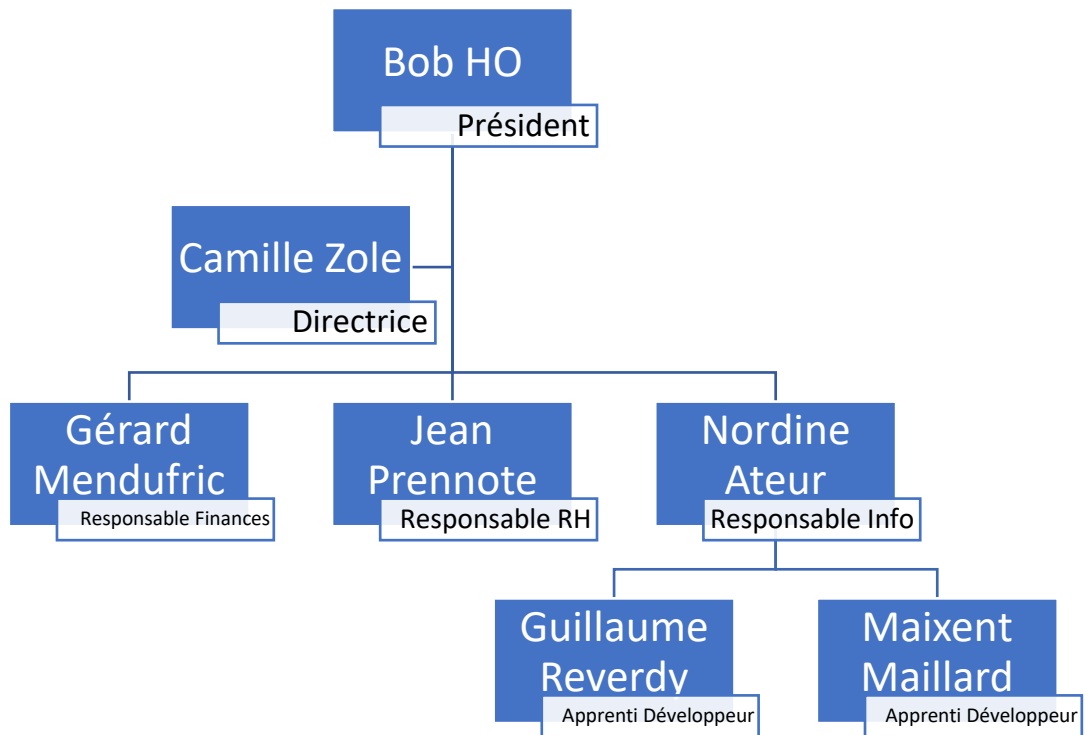 Bob HO
Président
Camille Zole
Directrice
Gérard
Mendufric
Responsable Finances
Jean
Prennote
Responsable RH
Nordine
Ateur
Responsable Info
Guillaume
Reverdy
Apprenti Développeur
Maixent
Maillard
Apprenti Développeur